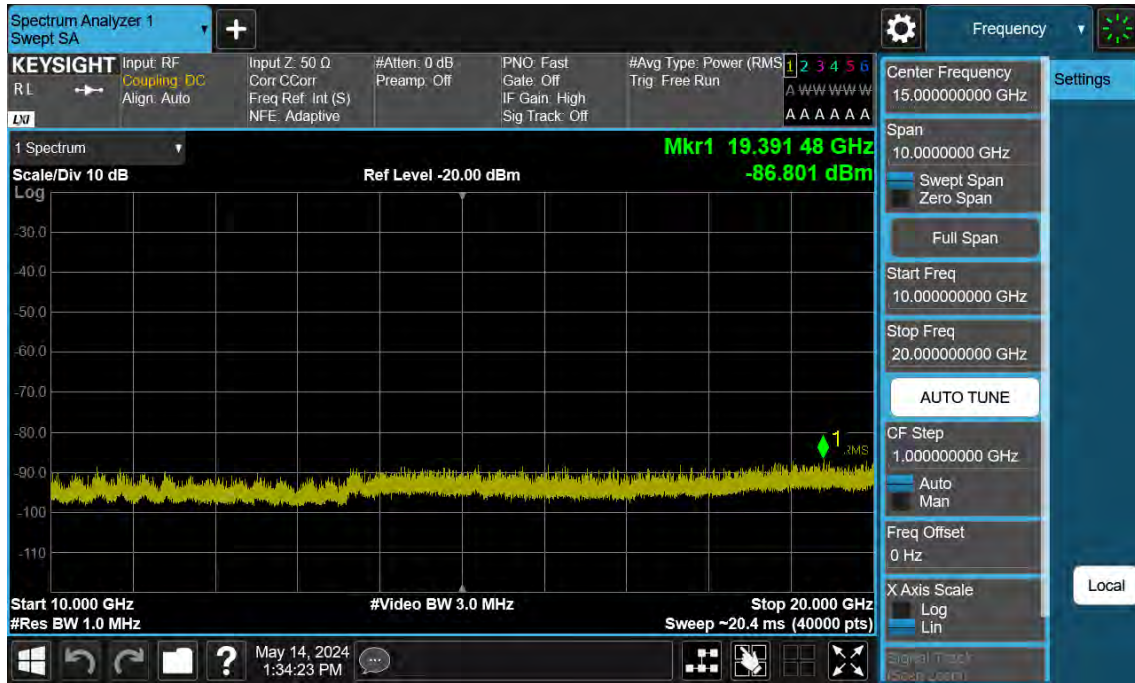 Spectrum Analyzer 1
Swept SA
+
Frequency
KEYSIGHT
R L
LXI
Input: RF
Coupling: DC
Align: Auto
Input Z: 50 Ω
Corr CCorr
Freq Ref: Int (S)
NFE: Adaptive
#Atten: 0 dB
Preamp: Off
PNO: Fast
Gate: Off
IF Gain: High
Sig Track: Off
#Avg Type: Power (RMS
Trig: Free Run
1 2 3 4 5 6
A W W W W W
A A A A A A
1 Spectrum
Scale/Div 10 dB
Ref Level -20.00 dBm
Mkr1 19.391 48 GHz
-86.801 dBm
Log
-30.0
-40.0
-50.0
-60.0
-70.0
-80.0
-90.0
-100
-110
1
RMS
Start 10.000 GHz
#Res BW 1.0 MHz
#Video BW 3.0 MHz
Stop 20.000 GHz
Sweep ~20.4 ms (40000 pts)
Center Frequency
15.000000000 GHz
Span
10.0000000 GHz
Swept Span
Zero Span
Full Span
Start Freq
10.000000000 GHz
Stop Freq
20.000000000 GHz
AUTO TUNE
CF Step
1.000000000 GHz
Auto
Man
Freq Offset
0 Hz
X Axis Scale
Log
Lin
Signal Track
(Span Zoom)
Settings
Local
?
May 14, 2024
1:34:23 PM